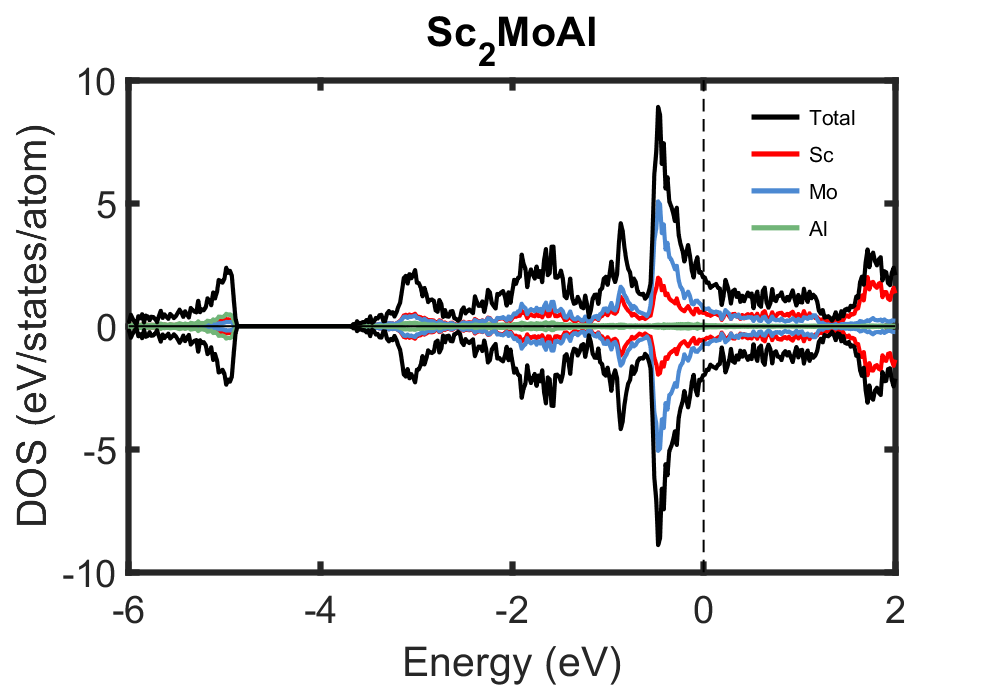 Sc2MoAl
10
5
0
-5
-10
DOS (eV/states/atom)
Total
Sc
Mo
Al
-6
-4
-2
0
2
Energy (eV)